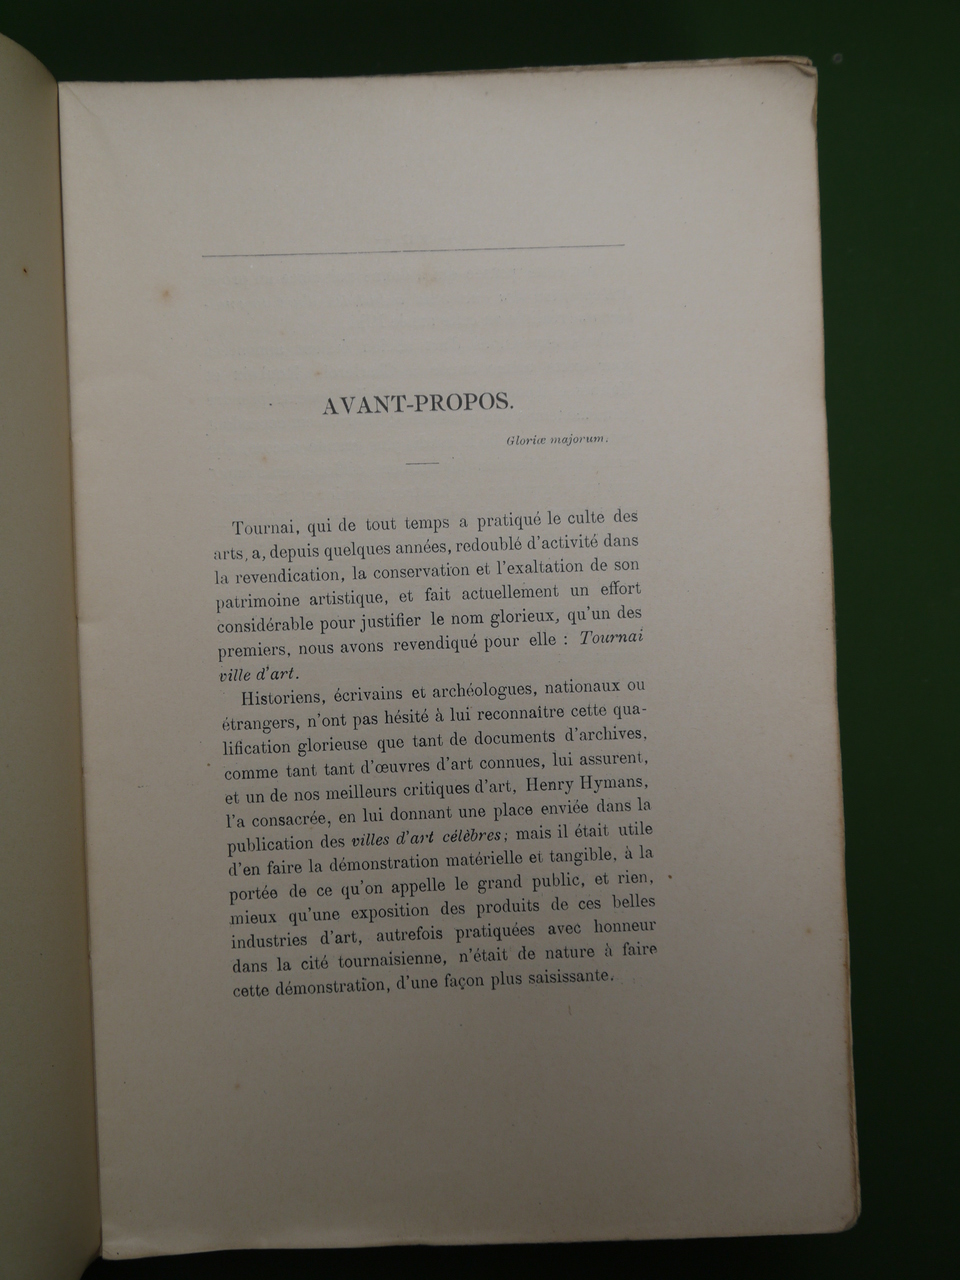 AVANT-PROPOS.
Gloriæ majorum.
Tournai, qui de tout temps a pratiqué le culte des
arts, a, depuis quelques années, redoublé d'activité dans
la revendication, la conservation et l'exaltation de son
patrimoine artistique, et fait actuellement un effort
considérable pour justifier le nom glorieux, qu'un des
premiers, nous avons revendiqué pour elle : Tournai
ville d'art.
Historiens, écrivains et archéologues, nationaux ou
étrangers, n'ont pas hésité à lui reconnaître cette qua-
lification glorieuse que tant de documents d'archives,
comme tant tant d'œuvres d'art connues, lui assurent,
et un de nos meilleurs critiques d'art, Henry Hymans,
l'a consacrée, en lui donnant une place enviée dans la
publication des villes d'art célèbres; mais il était utile
d'en faire la démonstration matérielle et tangible, à la
portée de ce qu'on appelle le grand public, et rien,
mieux qu'une exposition des produits de ces belles
industries d'art, autrefois pratiquées avec honneur
dans la cité tournaisienne, n'était de nature à faire
cette démonstration, d'une façon plus saisissante.